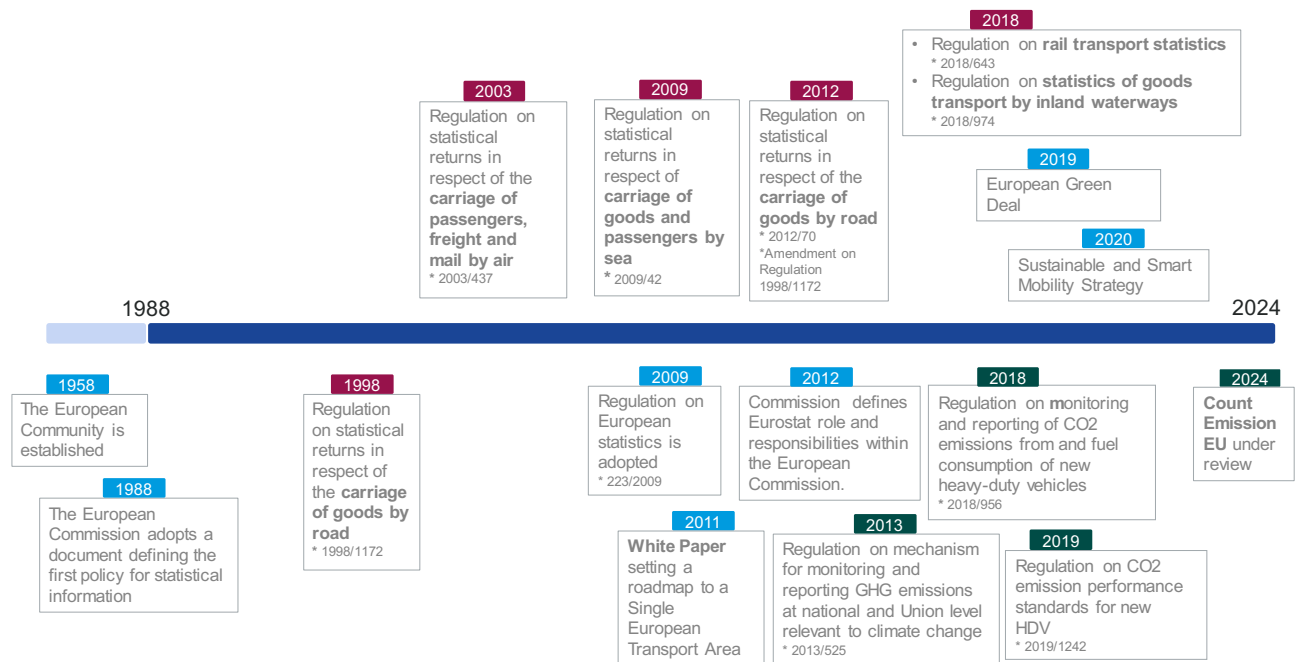 2018
• Regulation on rail transport statistics
* 2018/643
• Regulation on statistics of goods
transport by inland waterways
* 2018/974
2003
Regulation on
statistical
returns in
respect of the
carriage of
passengers,
freight and
mail by air
* 2003/437
2009
Regulation on
statistical
returns in
respect of
carriage of
goods and
passengers by
sea
* 2009/42
2012
Regulation on
statistical
returns in
respect of the
carriage of
goods by road
* 2012/70
*Amendment on
Regulation
1998/1172
2019
European Green
Deal
2020
Sustainable and Smart
Mobility Strategy
1988
2024
1958
The European
Community is
established
1988
The European
Commission adopts a
document defining the
first policy for statistical
information
1998
Regulation
on statistical
returns in
respect of
the carriage
of goods by
road
* 1998/1172
2009
Regulation on
European
statistics is
adopted
* 223/2009
2011
White Paper
setting a
roadmap to a
Single
European
Transport Area
2012
Commission defines
Eurostat role and
responsibilities within
the European
Commission.
2013
Regulation on mechanism
for monitoring and
reporting GHG emissions
at national and Union level
relevant to climate change
* 2013/525
2018
Regulation on monitoring
and reporting of CO2
emissions from and fuel
consumption of new
heavy-duty vehicles
* 2018/956
2019
Regulation on CO2
emission performance
standards for new
HDV
* 2019/1242
2024
Count
Emission
EU under
review